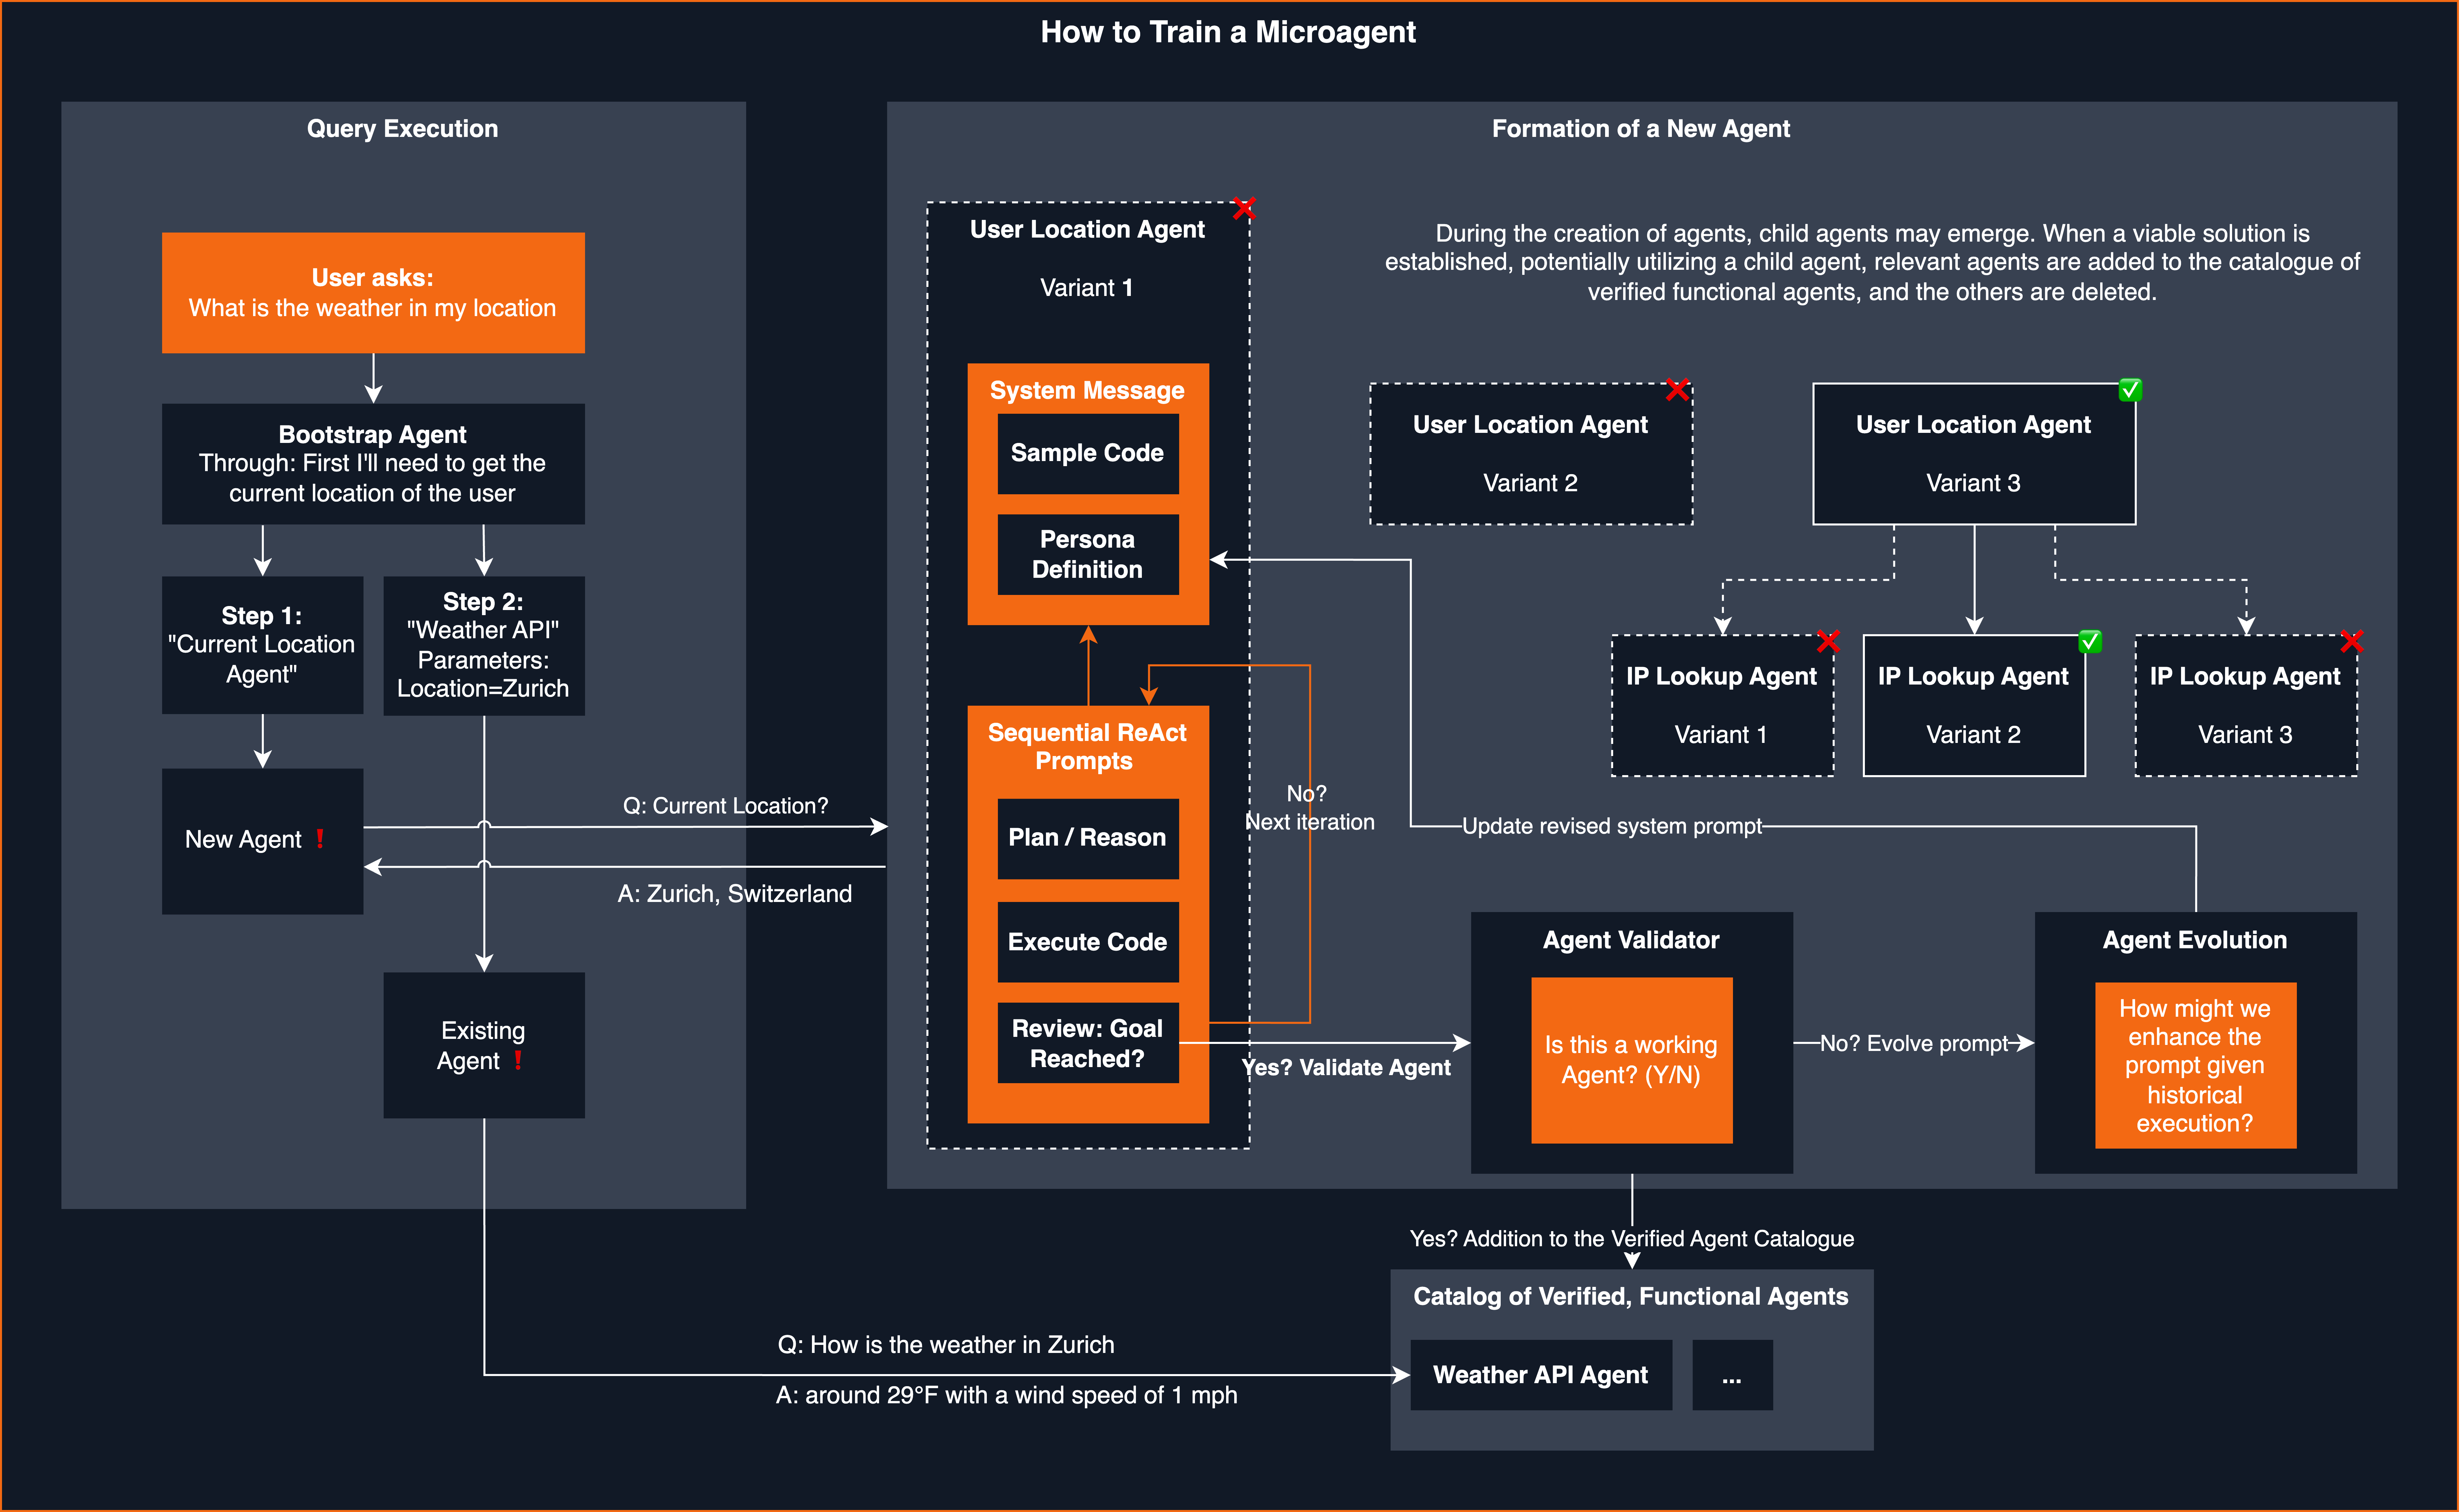 How to Train a Microagent
Query Execution
User asks:
What is the weather in my location
Bootstrap Agent
Through: First I'll need to get the
current location of the user
Step 1:
"Current Location
Agent"
Step 2:
"Weather API"
Parameters:
Location=Zurich
New Agent ❗
Q: Current Location?
A: Zurich, Switzerland
Existing
Agent ❗
Formation of a New Agent
User Location Agent
Variant 1
System Message
Sample Code
Persona
Definition
Sequential ReAct
Prompts
Plan / Reason
Execute Code
Review: Goal
Reached?
No?
Next iteration
Yes? Validate Agent
During the creation of agents, child agents may emerge. When a viable solution is
established, potentially utilizing a child agent, relevant agents are added to the catalogue of
verified functional agents, and the others are deleted.
User Location Agent
Variant 2
User Location Agent
Variant 3
IP Lookup Agent
Variant 1
IP Lookup Agent
Variant 2
IP Lookup Agent
Variant 3
Update revised system prompt
Agent Validator
Is this a working
Agent? (Y/N)
No? Evolve prompt
Agent Evolution
How might we
enhance the
prompt given
historical
execution?
Yes? Addition to the Verified Agent Catalogue
Catalog of Verified, Functional Agents
Weather API Agent
...
Q: How is the weather in Zurich
A: around 29°F with a wind speed of 1 mph